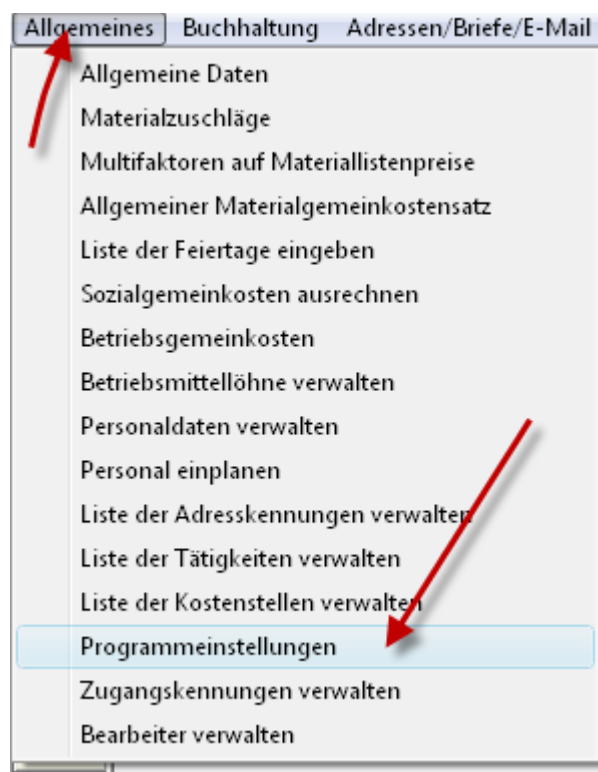 Allgemeines Buchhaltung Adressen/Briefe/E-Mail
Allgemeine Daten
Materialzuschläge
Multifaktoren auf Materiallistenpreise
Allgemeiner Materialgemeinkostensatz
Liste der Feiertage eingeben
Sozialgemeinkosten ausrechnen
Betriebsgemeinkosten
Betriebsmittellöhne verwalten
Personaldaten verwalten
Personal einplanen
Liste der Adresskennungen verwalten
Liste der Tätigkeiten verwalten
Liste der Kostenstellen verwalten
Programmeinstellungen
Zugangskennungen verwalten
Bearbeiter verwalten